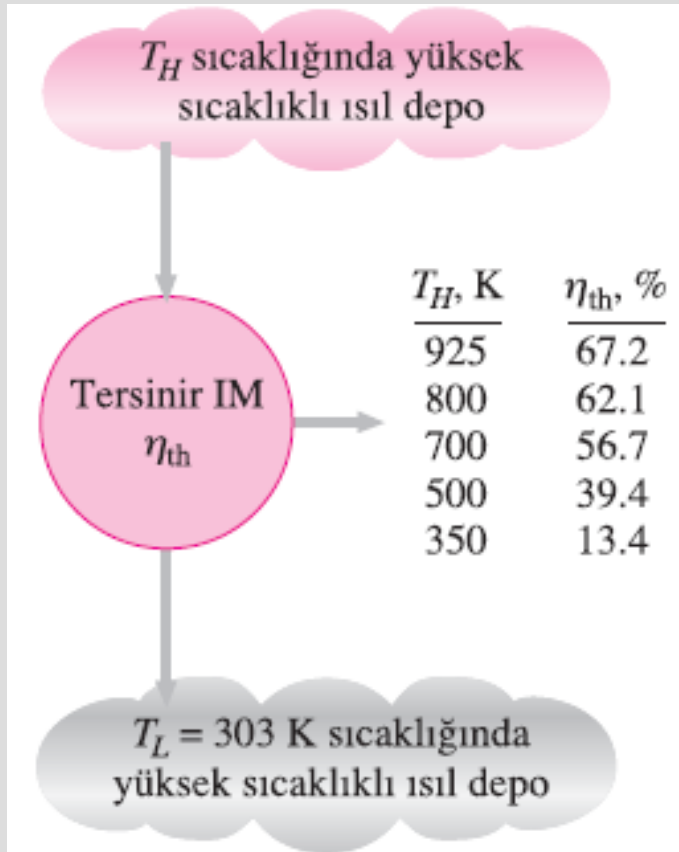 T_H sıcaklığında yüksek
sıcaklıklı ısıl depo
T_H, K η_th, %
925 67.2
800 62.1
700 56.7
500 39.4
350 13.4
Tersinir IM
η_th
T_L = 303 K sıcaklığında
yüksek sıcaklıklı ısıl depo